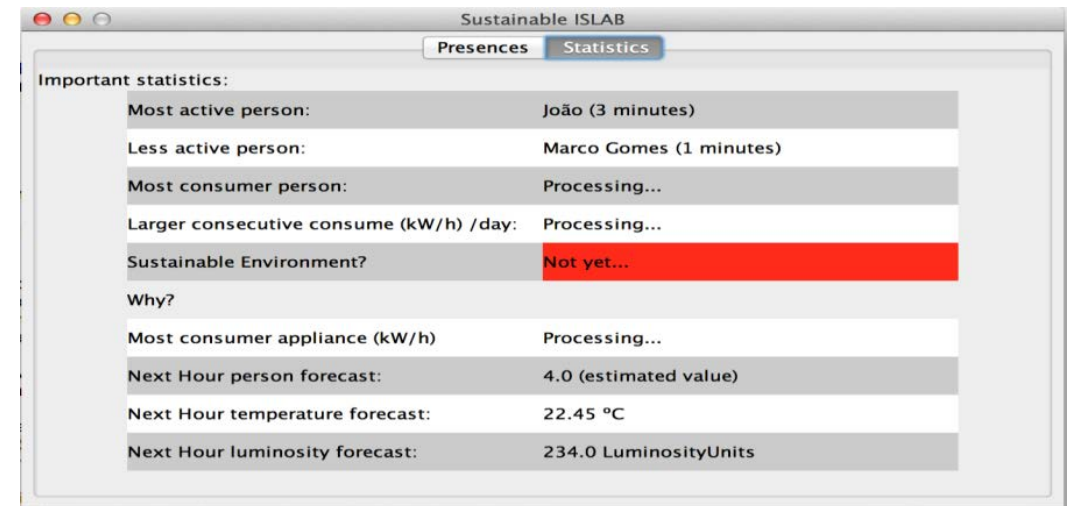 Sustainable ISLAB
Presences Statistics
Important statistics:
Most active person: João (3 minutes)
Less active person: Marco Gomes (1 minutes)
Most consumer person: Processing...
Larger consecutive consume (kW/h) /day: Processing...
Sustainable Environment? Not yet...
Why?
Most consumer appliance (kW/h) Processing...
Next Hour person forecast: 4.0 (estimated value)
Next Hour temperature forecast: 22.45 ºC
Next Hour luminosity forecast: 234.0 LuminosityUnits